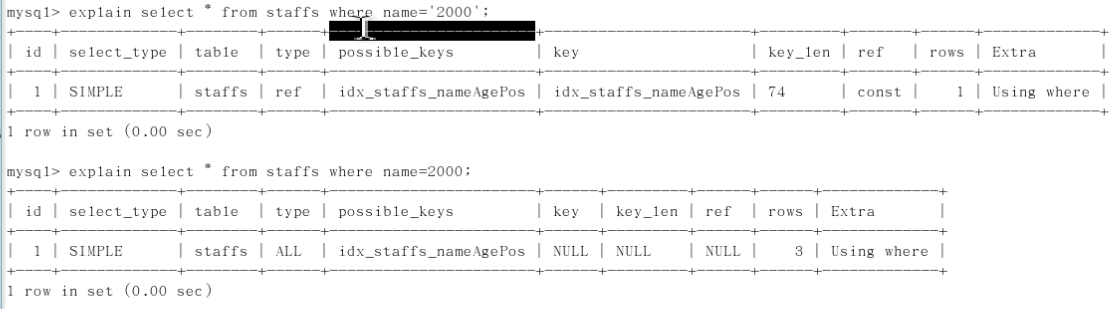 mysql> explain select * from staffs where name='2000';
+----+-------------+--------+------+---------------------+---------------------+---------+-------+------+-------------+
| id | select_type | table | type | possible_keys | key | key_len | ref | rows | Extra |
+----+-------------+--------+------+---------------------+---------------------+---------+-------+------+-------------+
| 1 | SIMPLE | staffs | ref | idx_staffs_nameAgePos | idx_staffs_nameAgePos | 74 | const | 1 | Using where |
+----+-------------+--------+------+---------------------+---------------------+---------+-------+------+-------------+
1 row in set (0.00 sec)
mysql> explain select * from staffs where name=2000;
+----+-------------+--------+------+---------------------+------+---------+------+------+-------------+
| id | select_type | table | type | possible_keys | key | key_len | ref | rows | Extra |
+----+-------------+--------+------+---------------------+------+---------+------+------+-------------+
| 1 | SIMPLE | staffs | ALL | idx_staffs_nameAgePos | NULL | NULL | NULL | 3 | Using where |
+----+-------------+--------+------+---------------------+------+---------+------+------+-------------+
1 row in set (0.00 sec)